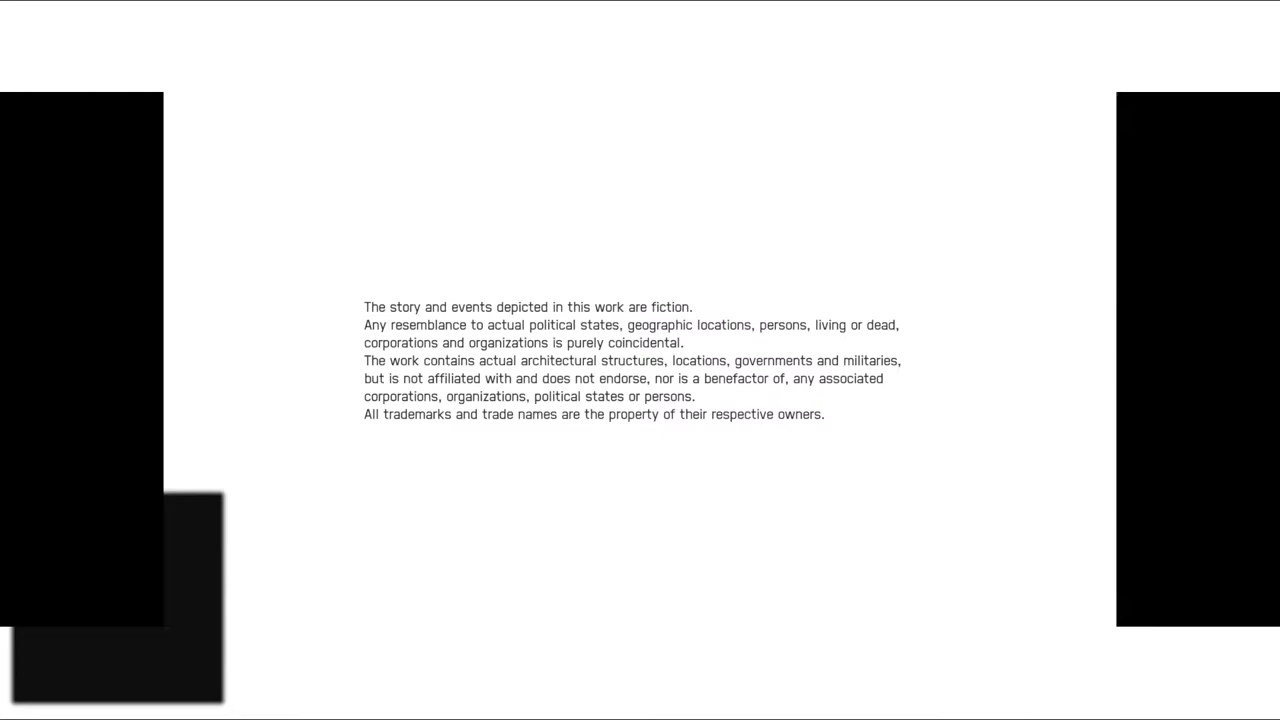 The story and events depicted in this work are fiction.
Any resemblance to actual political states, geographic locations, persons, living or dead,
corporations and organizations is purely coincidental.
The work contains actual architectural structures, locations, governments and militaries,
but is not affiliated with and does not endorse, nor is a benefactor of, any associated
corporations, organizations, political states or persons.
All trademarks and trade names are the property of their respective owners.